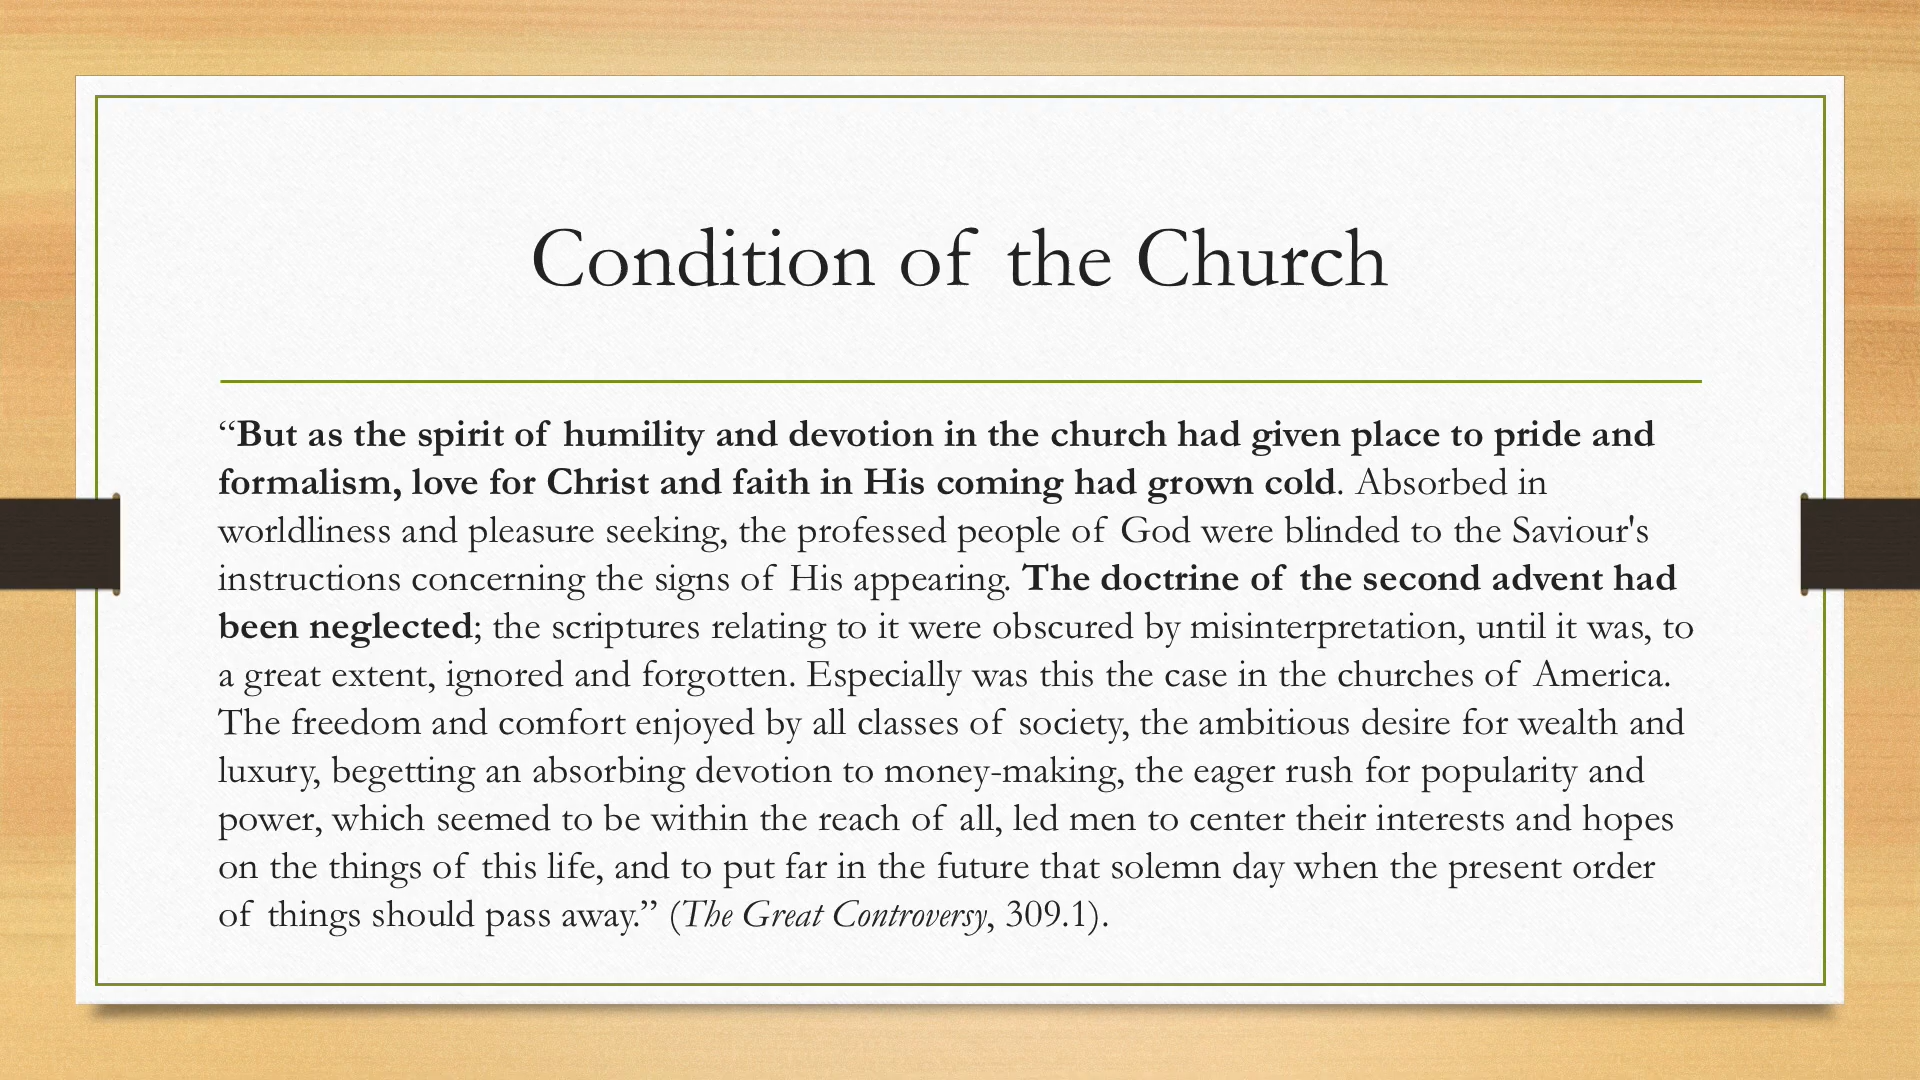 Condition of the Church
“But as the spirit of humility and devotion in the church had given place to pride and
formalism, love for Christ and faith in His coming had grown cold. Absorbed in
worldliness and pleasure seeking, the professed people of God were blinded to the Saviour's
instructions concerning the signs of His appearing. The doctrine of the second advent had
been neglected; the scriptures relating to it were obscured by misinterpretation, until it was, to
a great extent, ignored and forgotten. Especially was this the case in the churches of America.
The freedom and comfort enjoyed by all classes of society, the ambitious desire for wealth and
luxury, begetting an absorbing devotion to money-making, the eager rush for popularity and
power, which seemed to be within the reach of all, led men to center their interests and hopes
on the things of this life, and to put far in the future that solemn day when the present order
of things should pass away.” (The Great Controversy, 309.1).